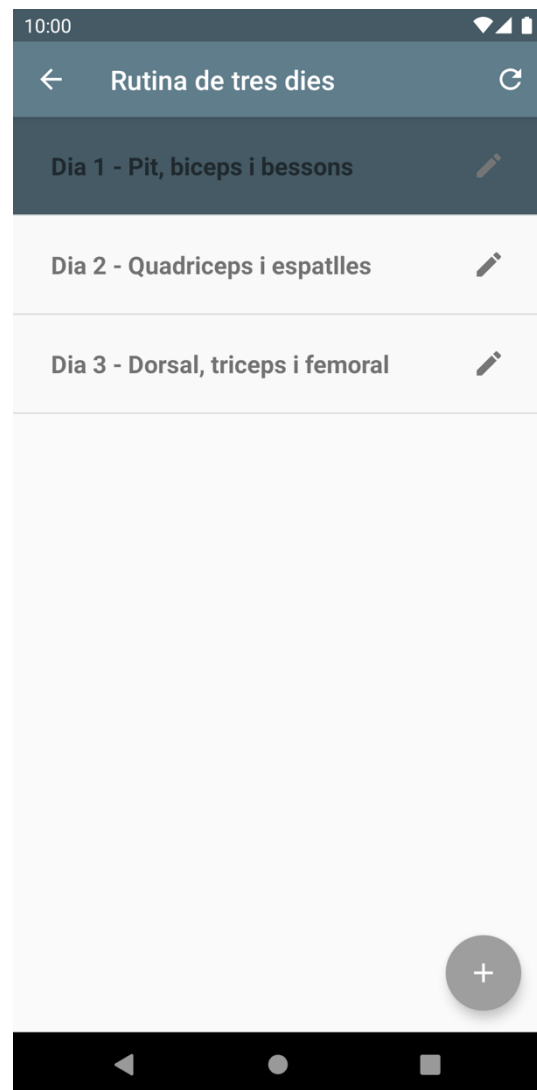 10:00
Rutina de tres dies
Dia 1 - Pit, biceps i bessons
Dia 2 - Quadriceps i espatlles
Dia 3 - Dorsal, triceps i femoral